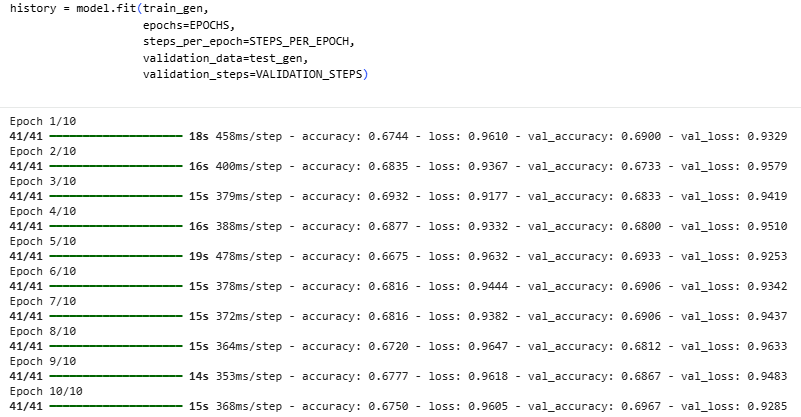 history = model.fit(train_gen,
epochs=EPOCHS,
steps_per_epoch=STEPS_PER_EPOCH,
validation_data=test_gen,
validation_steps=VALIDATION_STEPS)
Epoch 1/10
41/41 ━━━━━━━━━━━━━━━━━━━━ 18s 458ms/step - accuracy: 0.6744 - loss: 0.9610 - val_accuracy: 0.6900 - val_loss: 0.9329
Epoch 2/10
41/41 ━━━━━━━━━━━━━━━━━━━━ 16s 400ms/step - accuracy: 0.6835 - loss: 0.9367 - val_accuracy: 0.6733 - val_loss: 0.9579
Epoch 3/10
41/41 ━━━━━━━━━━━━━━━━━━━━ 15s 379ms/step - accuracy: 0.6932 - loss: 0.9177 - val_accuracy: 0.6833 - val_loss: 0.9419
Epoch 4/10
41/41 ━━━━━━━━━━━━━━━━━━━━ 16s 388ms/step - accuracy: 0.6877 - loss: 0.9332 - val_accuracy: 0.6800 - val_loss: 0.9510
Epoch 5/10
41/41 ━━━━━━━━━━━━━━━━━━━━ 19s 478ms/step - accuracy: 0.6675 - loss: 0.9632 - val_accuracy: 0.6933 - val_loss: 0.9253
Epoch 6/10
41/41 ━━━━━━━━━━━━━━━━━━━━ 15s 378ms/step - accuracy: 0.6816 - loss: 0.9444 - val_accuracy: 0.6906 - val_loss: 0.9342
Epoch 7/10
41/41 ━━━━━━━━━━━━━━━━━━━━ 15s 372ms/step - accuracy: 0.6816 - loss: 0.9382 - val_accuracy: 0.6906 - val_loss: 0.9437
Epoch 8/10
41/41 ━━━━━━━━━━━━━━━━━━━━ 15s 364ms/step - accuracy: 0.6720 - loss: 0.9647 - val_accuracy: 0.6812 - val_loss: 0.9633
Epoch 9/10
41/41 ━━━━━━━━━━━━━━━━━━━━ 14s 353ms/step - accuracy: 0.6777 - loss: 0.9618 - val_accuracy: 0.6867 - val_loss: 0.9483
Epoch 10/10
41/41 ━━━━━━━━━━━━━━━━━━━━ 15s 368ms/step - accuracy: 0.6750 - loss: 0.9605 - val_accuracy: 0.6967 - val_loss: 0.9285